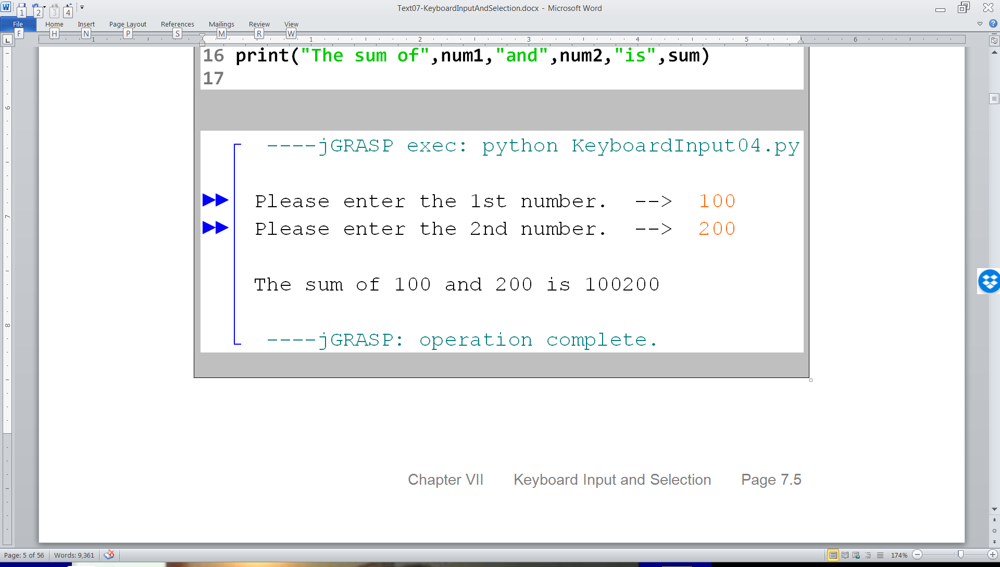 Text07-KeyboardInputAndSelection.docx - Microsoft Word
1 2 3 4
File Home Insert Page Layout References Mailings Review View
F H N P S M R W
1 1 2 3 4 5 6
16 print("The sum of",num1,"and",num2,"is",sum)
17
----jGRASP exec: python KeyboardInput04.py
Please enter the 1st number. --> 100
Please enter the 2nd number. --> 200
The sum of 100 and 200 is 100200
----jGRASP: operation complete.
6
7
8
Chapter VII Keyboard Input and Selection Page 7.5
Page: 5 of 56 Words: 9,361 174%